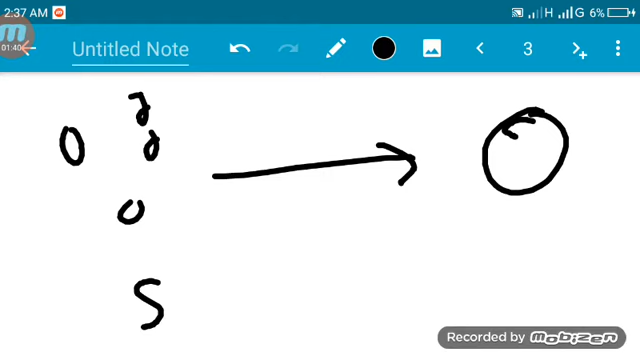 2:37 AM H G 6%
01:40 Untitled Note 3
S
Recorded by mobizen